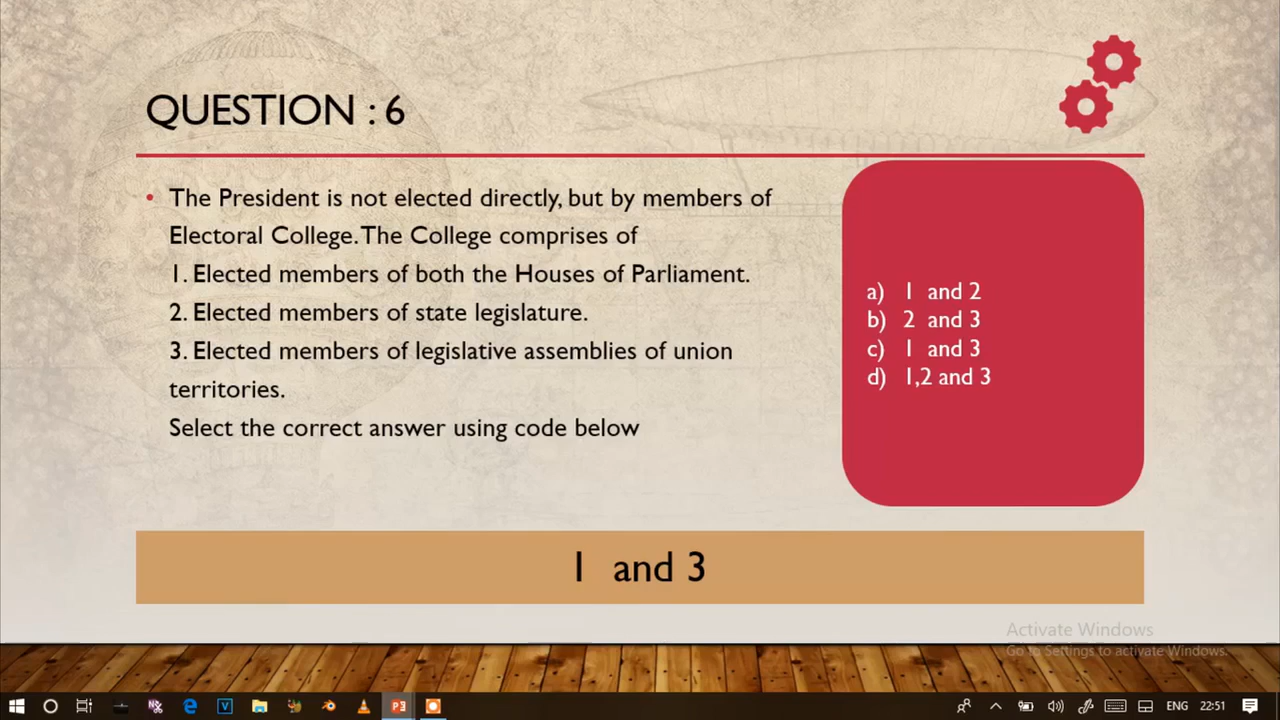 QUESTION : 6
• The President is not elected directly, but by members of
Electoral College. The College comprises of
1. Elected members of both the Houses of Parliament.
2. Elected members of state legislature.
3. Elected members of legislative assemblies of union
territories.
Select the correct answer using code below
a) 1 and 2
b) 2 and 3
c) 1 and 3
d) 1,2 and 3
1 and 3
Activate Windows
Go to Settings to activate Windows.
ENG 22:51